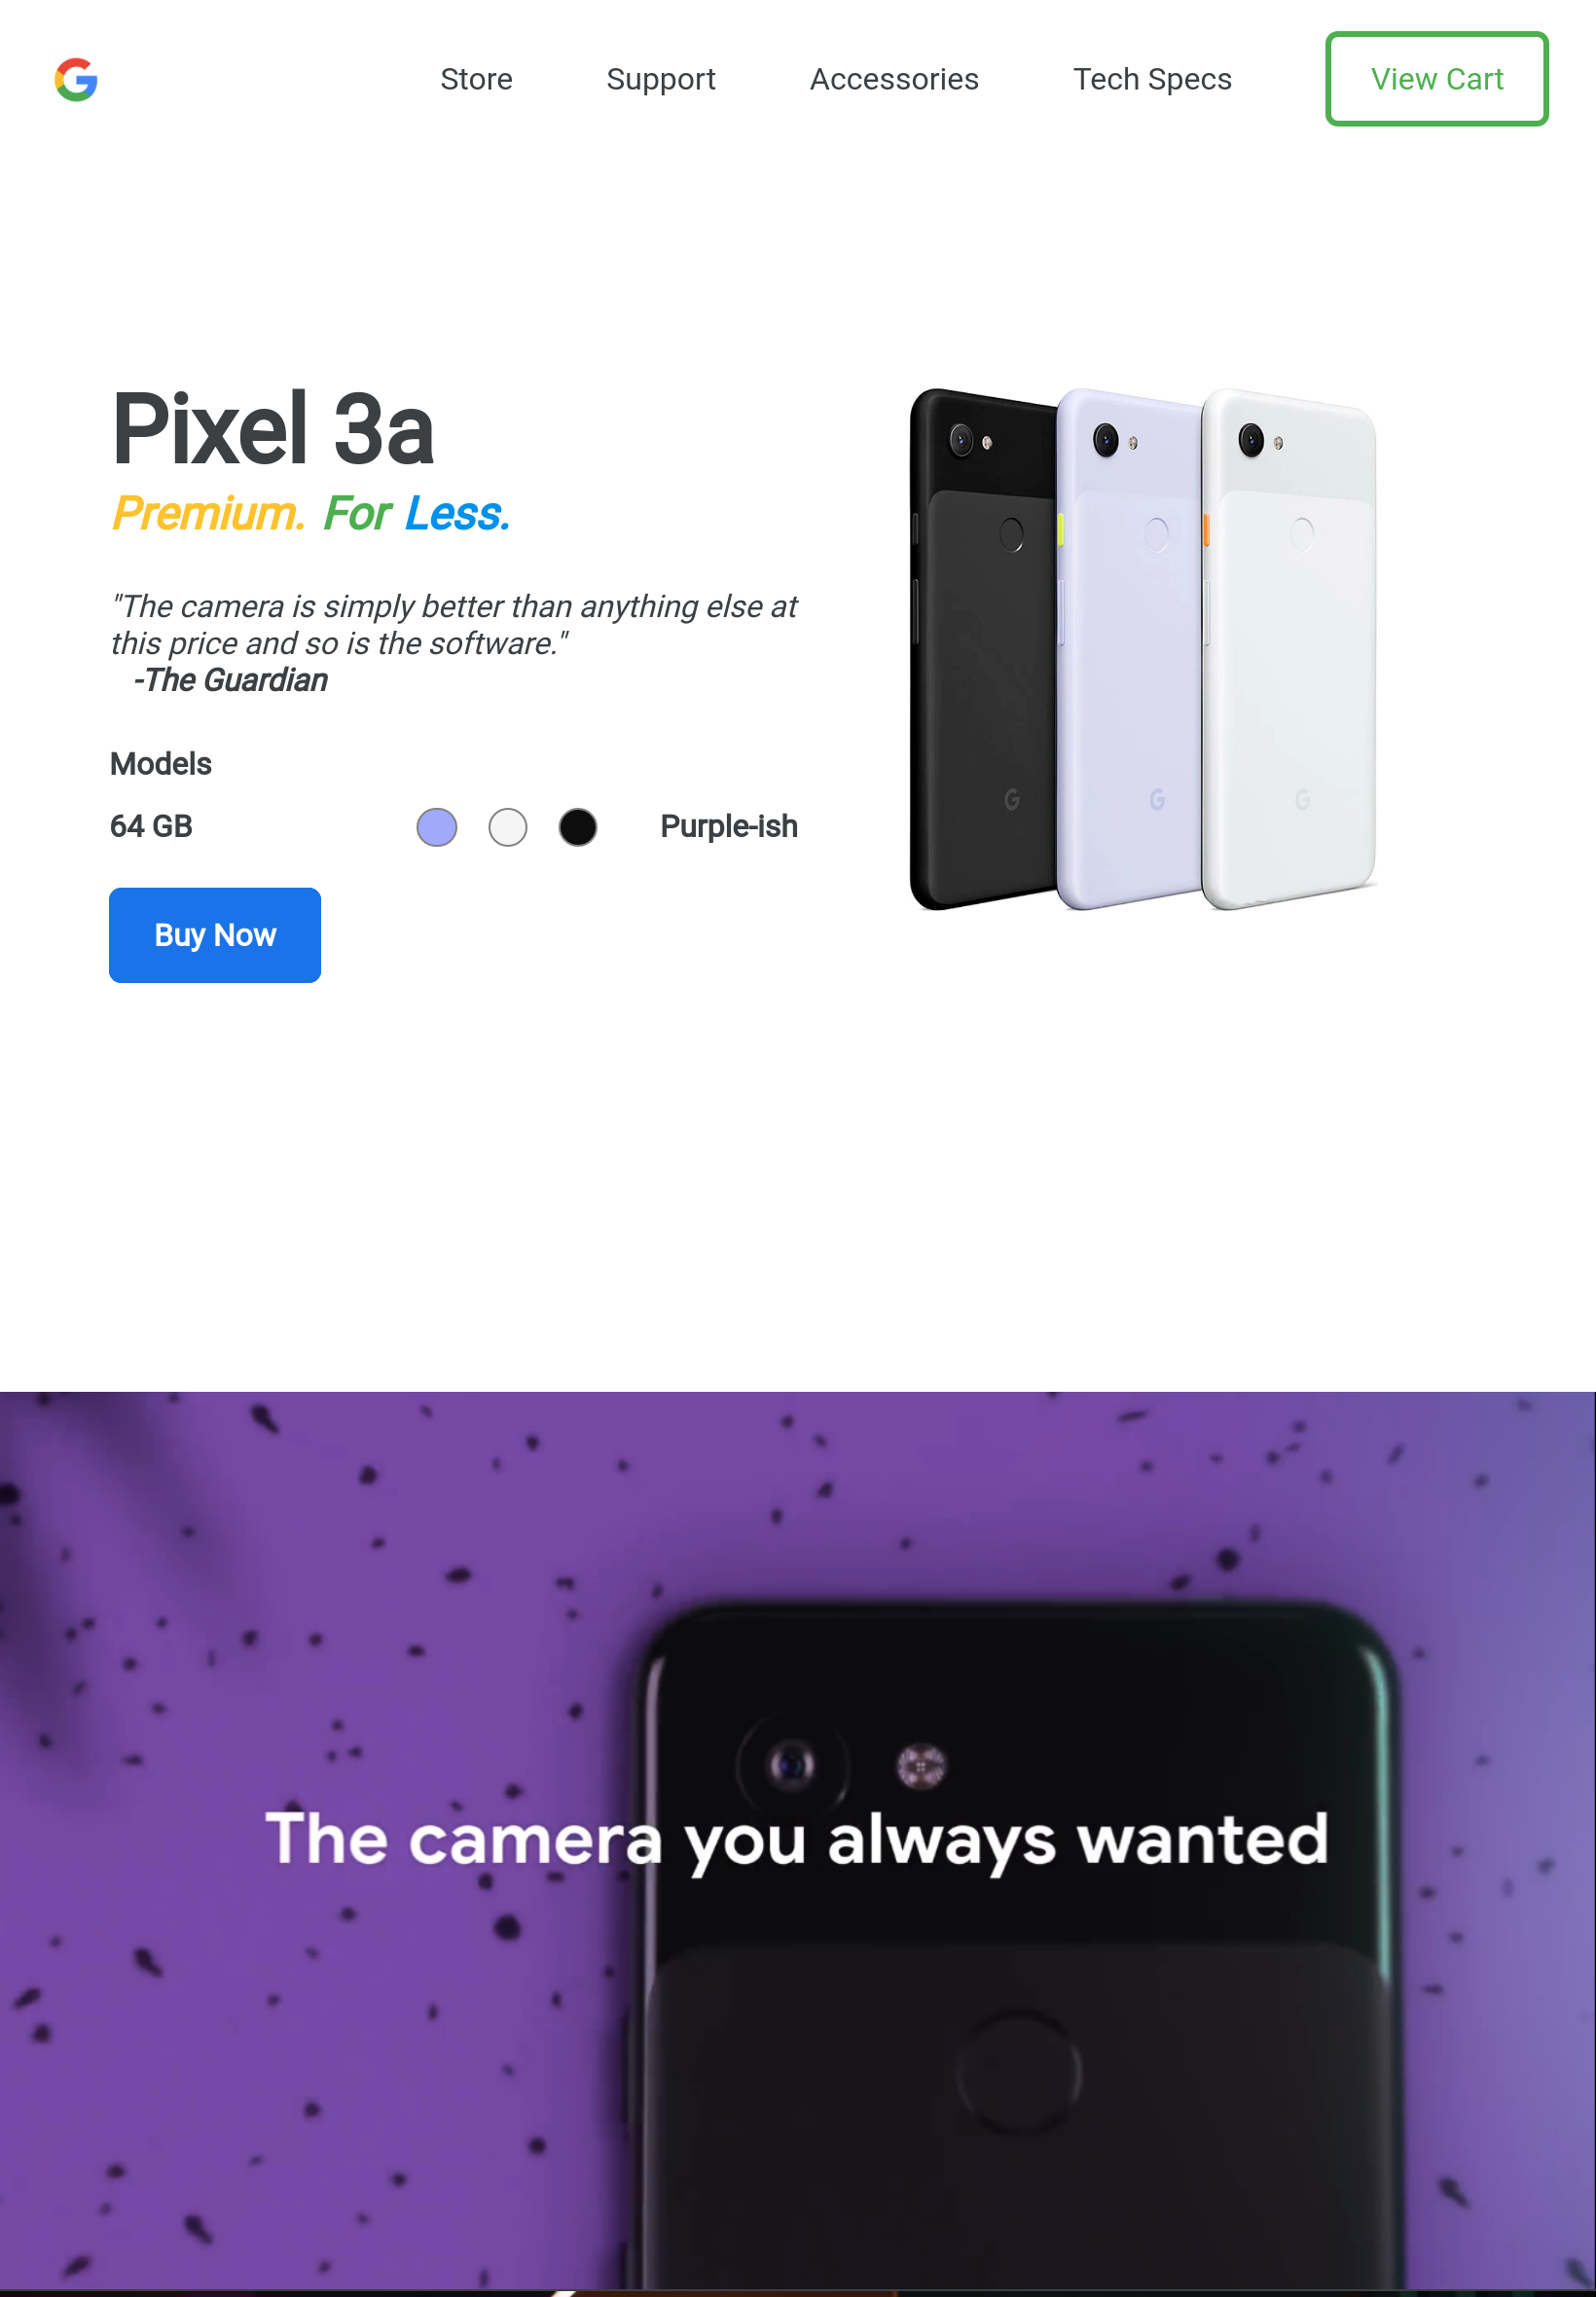 Store Support Accessories Tech Specs View Cart
Pixel 3a
Premium. For Less.
"The camera is simply better than anything else at
this price and so is the software."
-The Guardian
Models
64 GB Purple-ish
Buy Now
The camera you always wanted